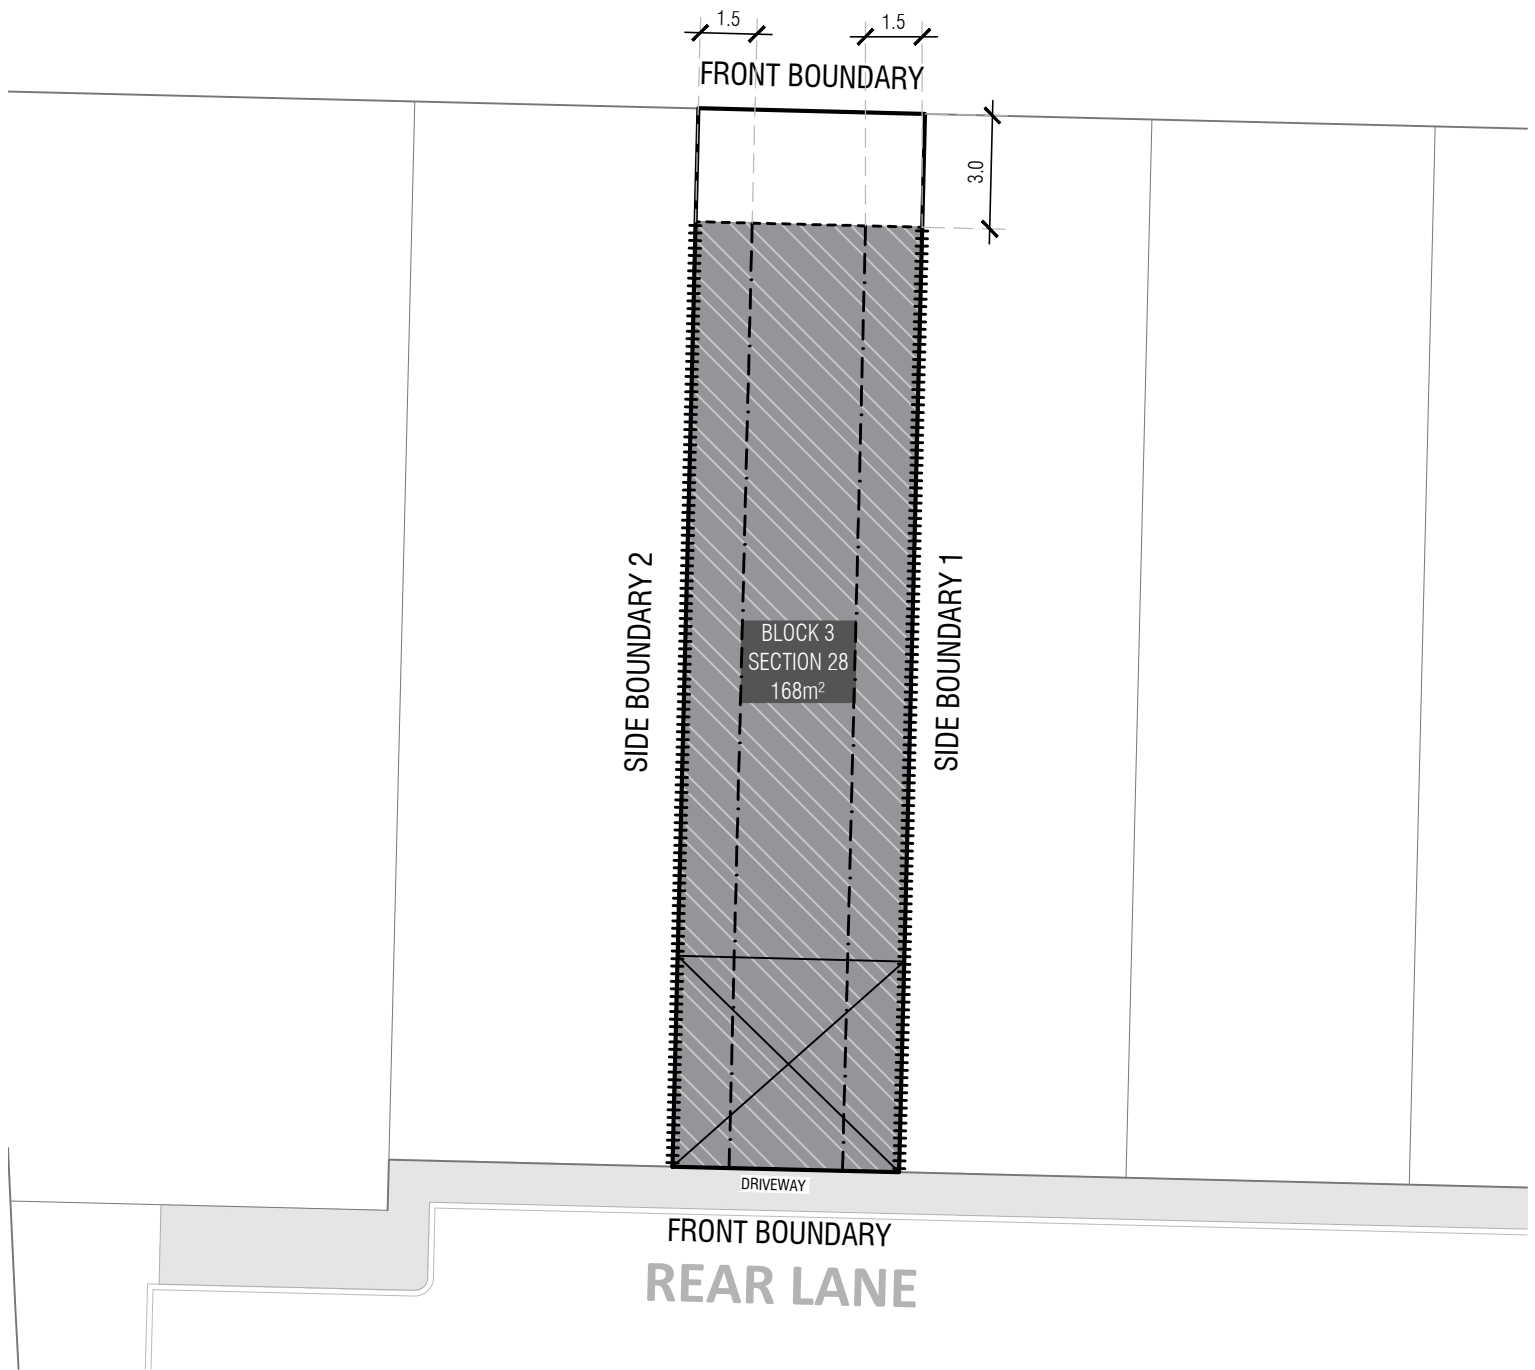 1.5
1.5
FRONT BOUNDARY
3.0
SIDE BOUNDARY 2
SIDE BOUNDARY 1
BLOCK 3
SECTION 28
168m²
DRIVEWAY
FRONT BOUNDARY
REAR LANE